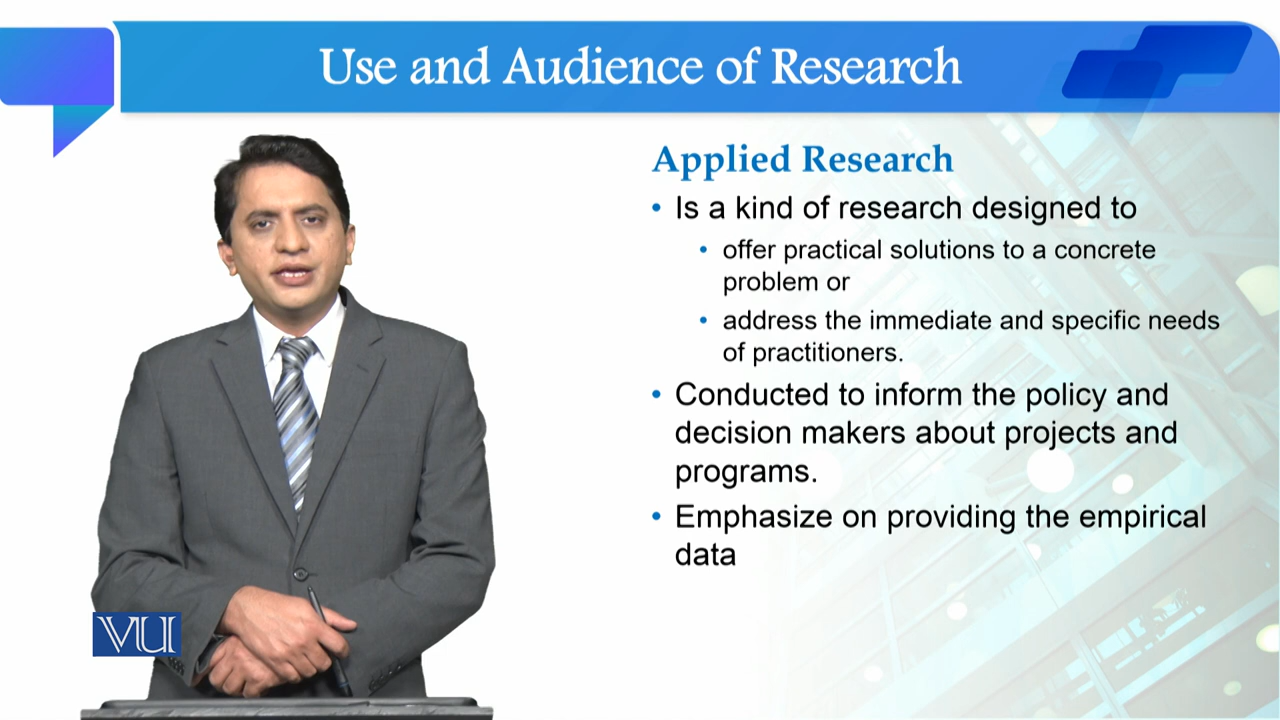 Use and Audience of Research
Applied Research
• Is a kind of research designed to
• offer practical solutions to a concrete
problem or
• address the immediate and specific needs
of practitioners.
• Conducted to inform the policy and
decision makers about projects and
programs.
• Emphasize on providing the empirical
data
VU